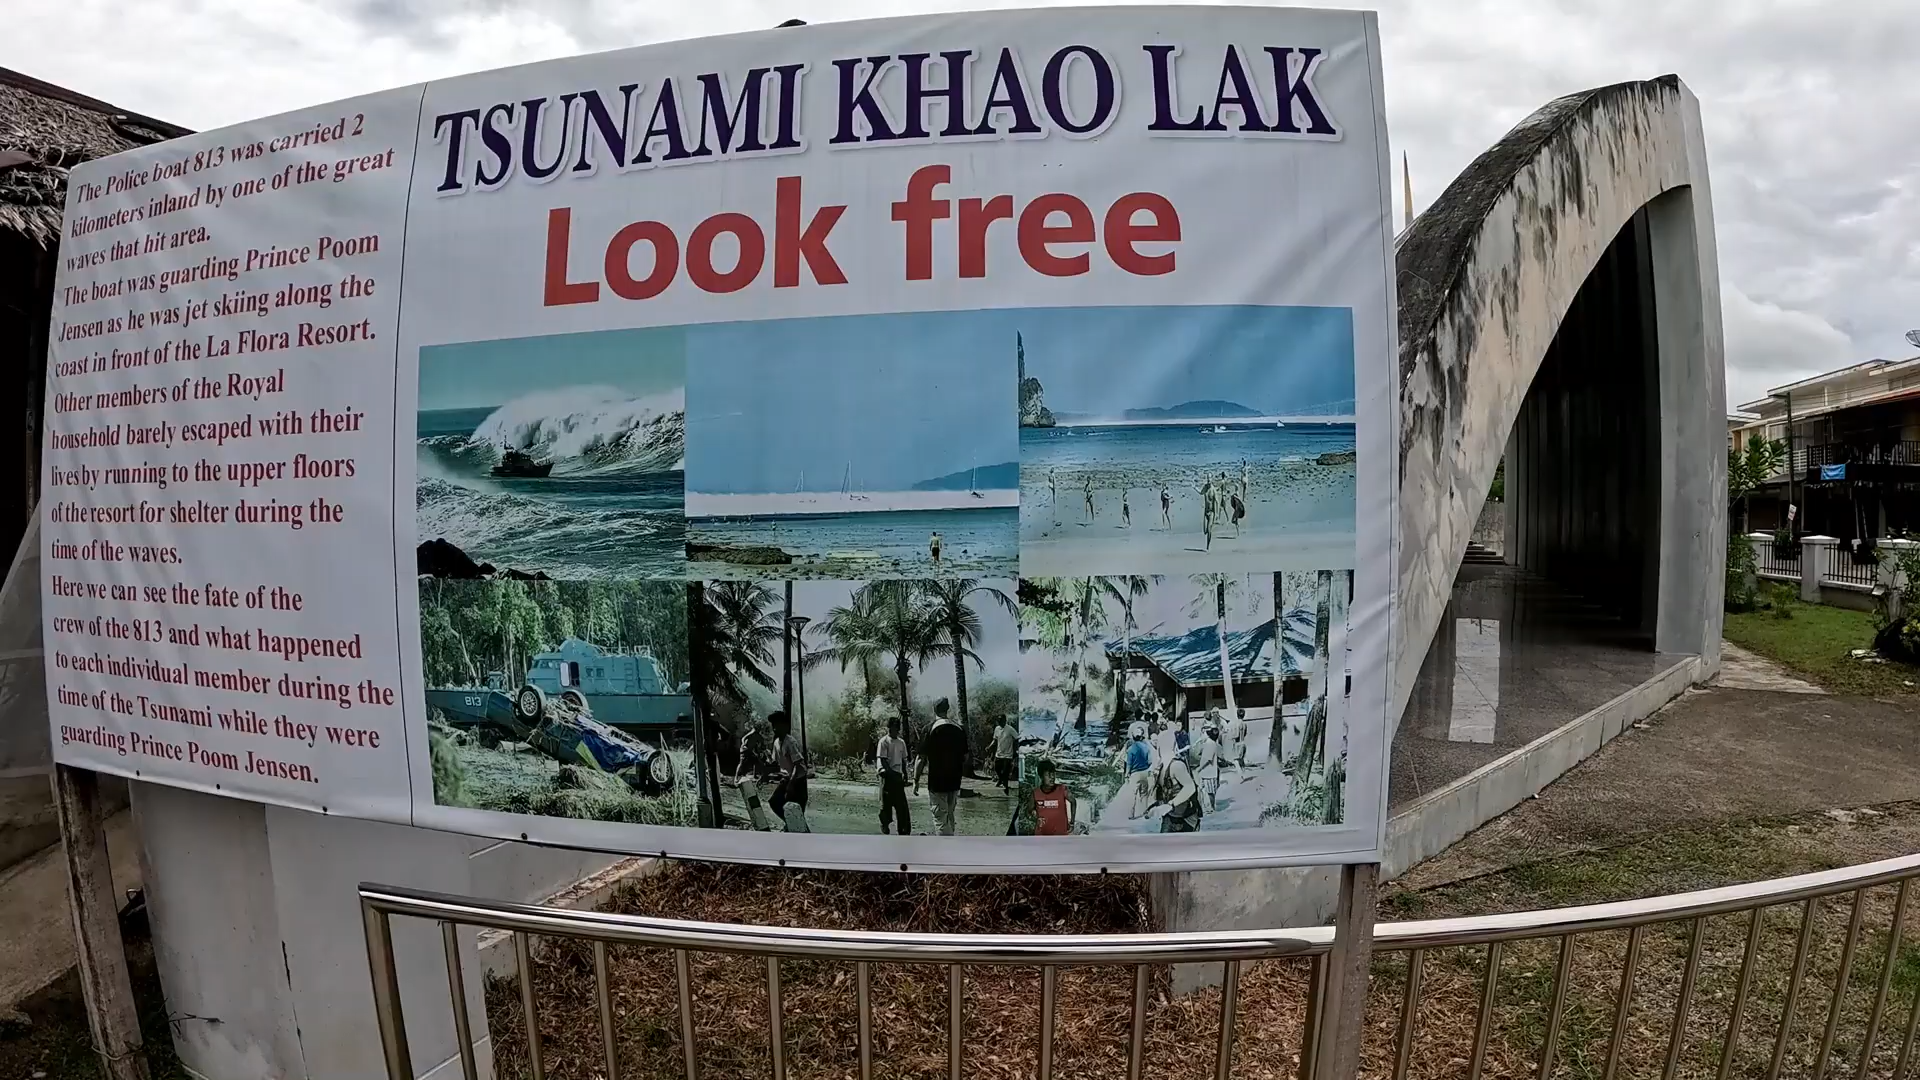 The Police boat 813 was carried 2
kilometers inland by one of the great
waves that hit area.
The boat was guarding Prince Poom
Jensen as he was jet skiing along the
coast in front of the La Flora Resort.
Other members of the Royal
household barely escaped with their
lives by running to the upper floors
of the resort for shelter during the
time of the waves.
Here we can see the fate of the
crew of the 813 and what happened
to each individual member during the
time of the Tsunami while they were
guarding Prince Poom Jensen.
TSUNAMI KHAO LAK
Look free
813